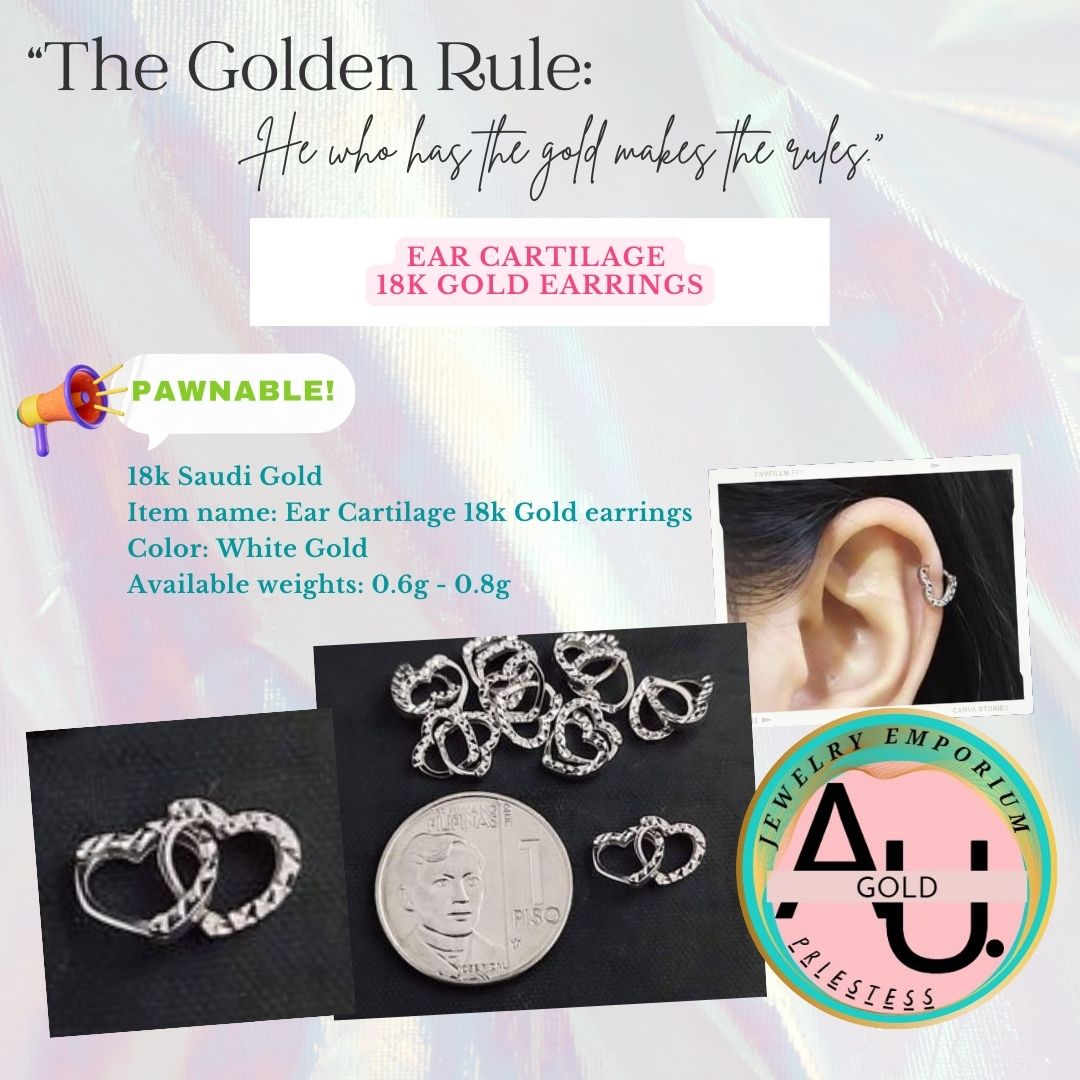 “The Golden Rule:
He who has the gold makes the rules.”
EAR CARTILAGE
18K GOLD EARRINGS
PAWNABLE!
18k Saudi Gold
Item name: Ear Cartilage 18k Gold earrings
Color: White Gold
Available weights: 0.6g - 0.8g
CANVA STORIES
PILIPINAS
1
PISO
JEWELRY EMPORIUM
AU.
GOLD
PRIESTESS